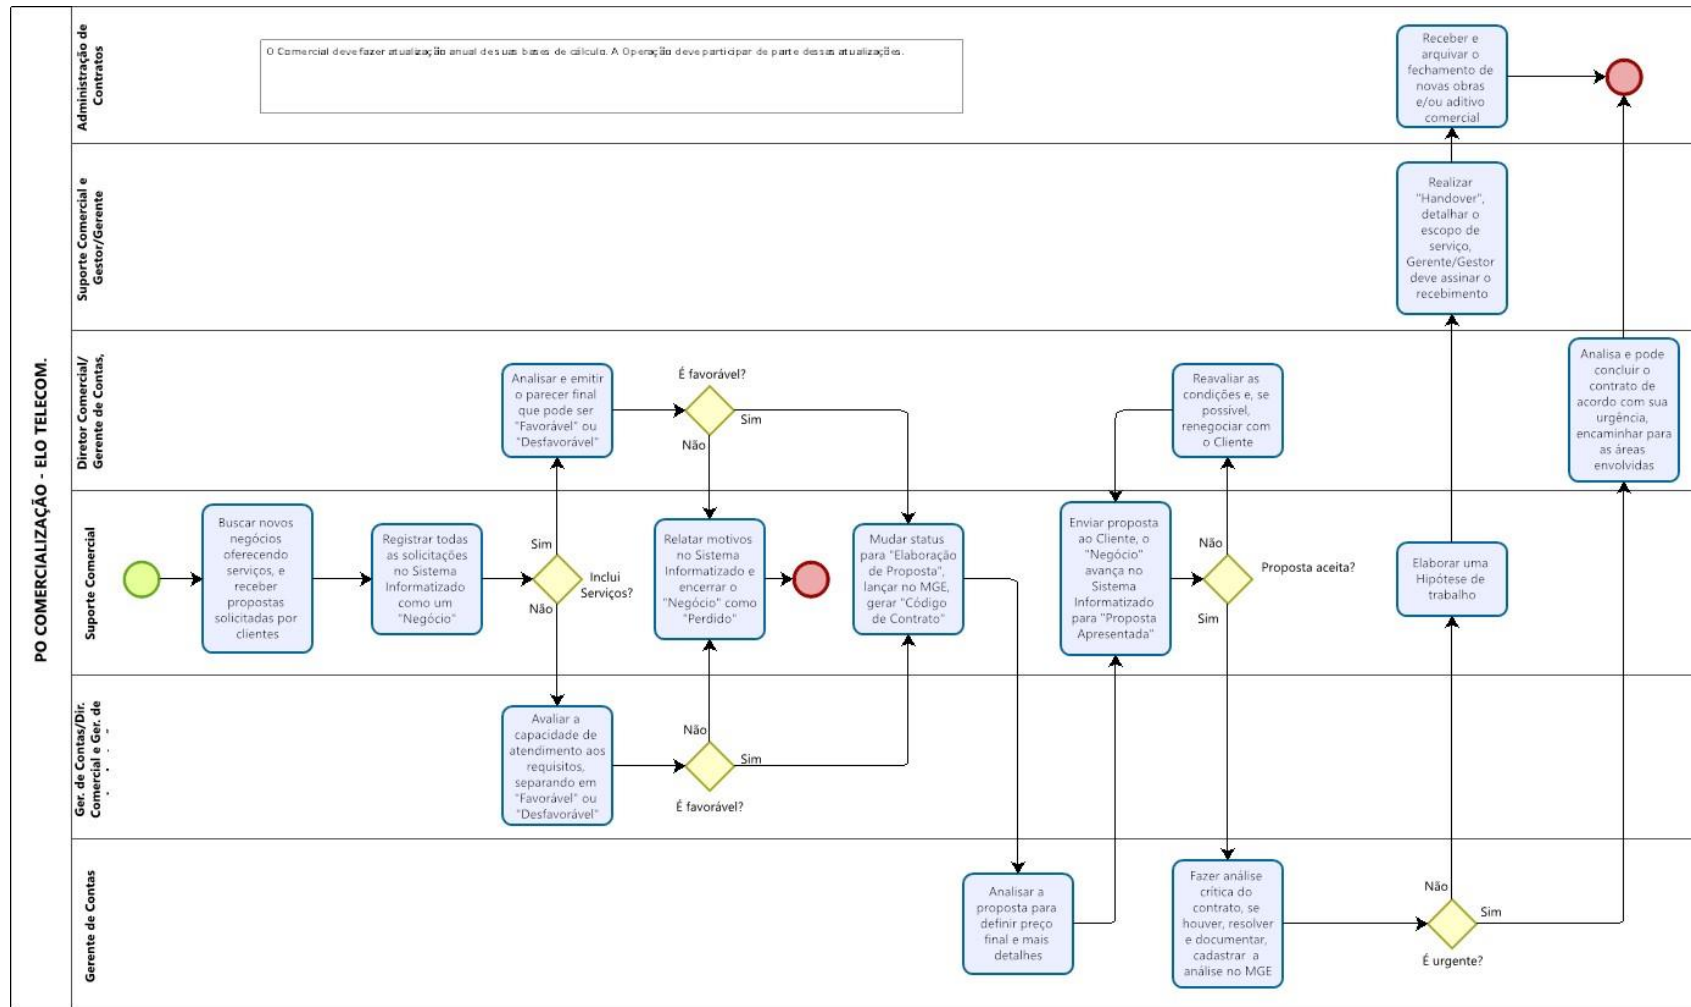 PO COMERCIALIZAÇÃO - ELO TELECOM.
Administração de
Contratos
O Comercial deve fazer atualização anual de suas bases de cálculo. A Operação deve participar de parte dessas atualizações.
Receber e
arquivar o
fechamento de
novas obras
e/ou aditivo
comercial
Suporte Comercial e
Gestor/Gerente
Realizar
"Handover",
detalhar o
escopo de
serviço,
Gerente/Gestor
deve assinar o
recebimento
Diretor Comercial/
Gerente de Contas,
Analisar e emitir
o parecer final
que pode ser
"Favorável" ou
"Desfavorável"
É favorável?
Sim
Não
Reavaliar as
condições e, se
possível,
renegociar com
o Cliente
Analisa e pode
concluir o
contrato de
acordo com sua
urgência,
encaminhar para
as áreas
envolvidas
Suporte Comercial
Buscar novos
negócios
oferecendo
serviços, e
receber
propostas
solicitadas por
clientes
Registrar todas
as solicitações
no Sistema
Informatizado
como um
"Negócio"
Sim
Inclui
Serviços?
Não
Relatar motivos
no Sistema
Informatizado e
encerrar o
"Negócio" como
"Perdido"
Mudar status
para "Elaboração
de Proposta",
lançar no MGE,
gerar "Código
de Contrato"
Enviar proposta
ao Cliente, o
"Negócio"
avança no
Sistema
Informatizado
para "Proposta
Apresentada"
Não
Proposta aceita?
Sim
Elaborar uma
Hipótese de
trabalho
Ger. de Contas/Dir.
Comercial e Ger. de
Avaliar a
capacidade de
atendimento aos
requisitos,
separando em
"Favorável" ou
"Desfavorável"
Não
Sim
É favorável?
Gerente de Contas
Analisar a
proposta para
definir preço
final e mais
detalhes
Fazer análise
crítica do
contrato, se
houver, resolver
e documentar,
cadastrar a
análise no MGE
Não
Sim
É urgente?